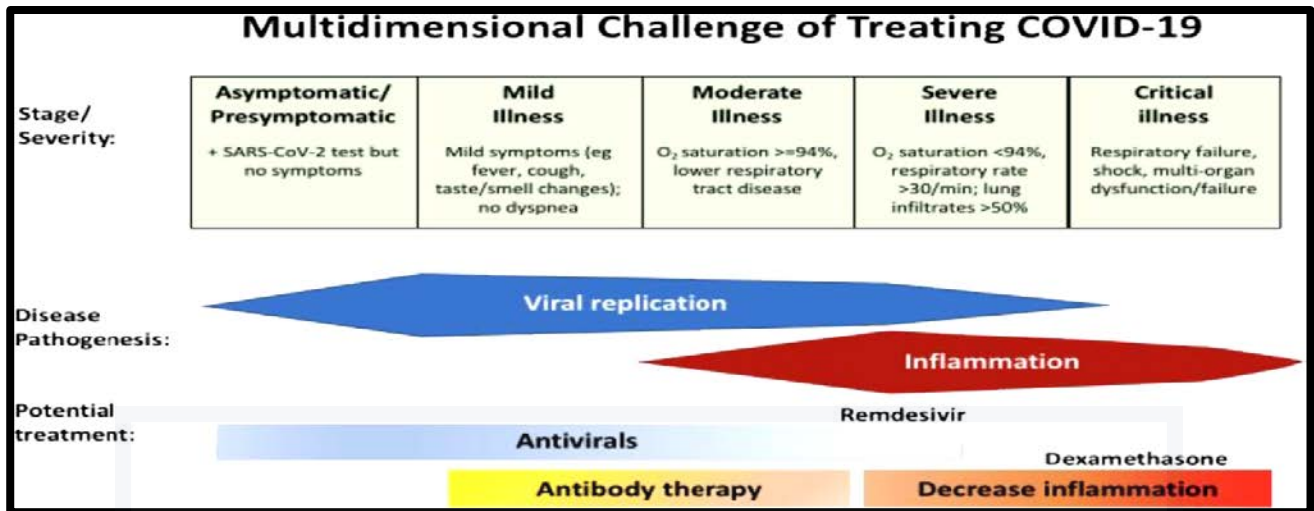 Multidimensional Challenge of Treating COVID-19
Stage/
Severity:
Asymptomatic/
Presymptomatic
+ SARS-CoV-2 test but
no symptoms
Mild
Illness
Mild symptoms (eg
fever, cough,
taste/smell changes);
no dyspnea
Moderate
Illness
O₂ saturation >=94%,
lower respiratory
tract disease
Severe
Illness
O₂ saturation <94%,
respiratory rate
>30/min; lung
infiltrates >50%
Critical
illness
Respiratory failure,
shock, multi-organ
dysfunction/failure
Disease
Pathogenesis:
Viral replication
Inflammation
Potential
treatment:
Remdesivir
Antivirals
Dexamethasone
Antibody therapy
Decrease inflammation